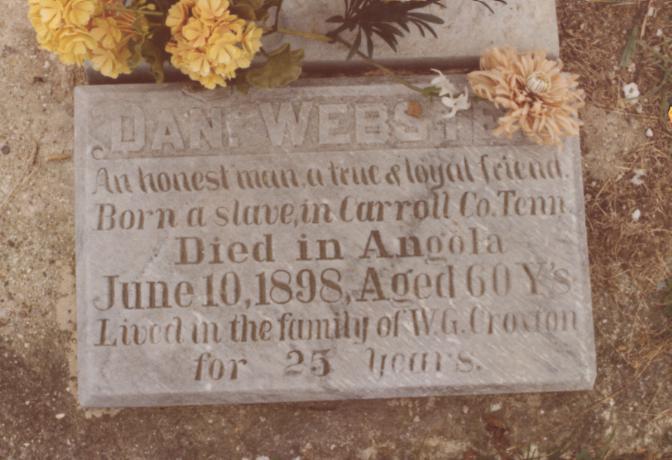 DAN. WEBSTE
An honest man, a true & loyal friend.
Born a slave, in Carroll Co. Tenn.
Died in Angola
June 10, 1898, Aged 60 Y's
Lived in the family of W.G. Croxton
for 25 years.